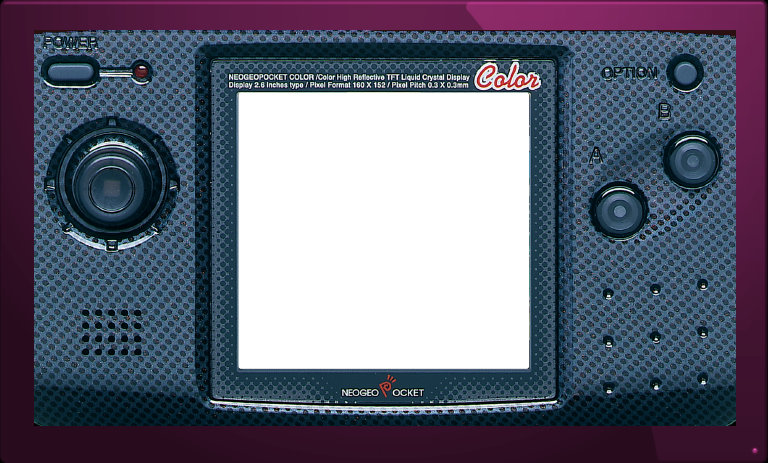 POWER
NEOGEOPOCKET COLOR /Color High Reflective TFT Liquid Crystal Display
Display 2.6 inches type / Pixel Format 160 X 152 / Pixel Pitch 0.3 X 0.3mm
Color
OPTION
B
A
NEOGEO POCKET